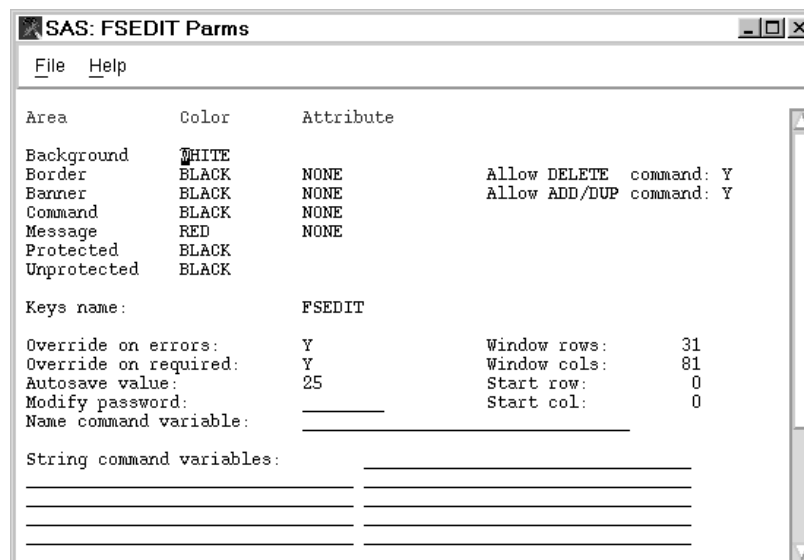 SAS: FSEDIT Parms
File Help
Area Color Attribute
Background WHITE
Border BLACK NONE Allow DELETE command: Y
Banner BLACK NONE Allow ADD/DUP command: Y
Command BLACK NONE
Message RED NONE
Protected BLACK
Unprotected BLACK
Keys name: FSEDIT
Override on errors: Y Window rows: 31
Override on required: Y Window cols: 81
Autosave value: 25 Start row: 0
Modify password: Start col: 0
Name command variable:
String command variables: